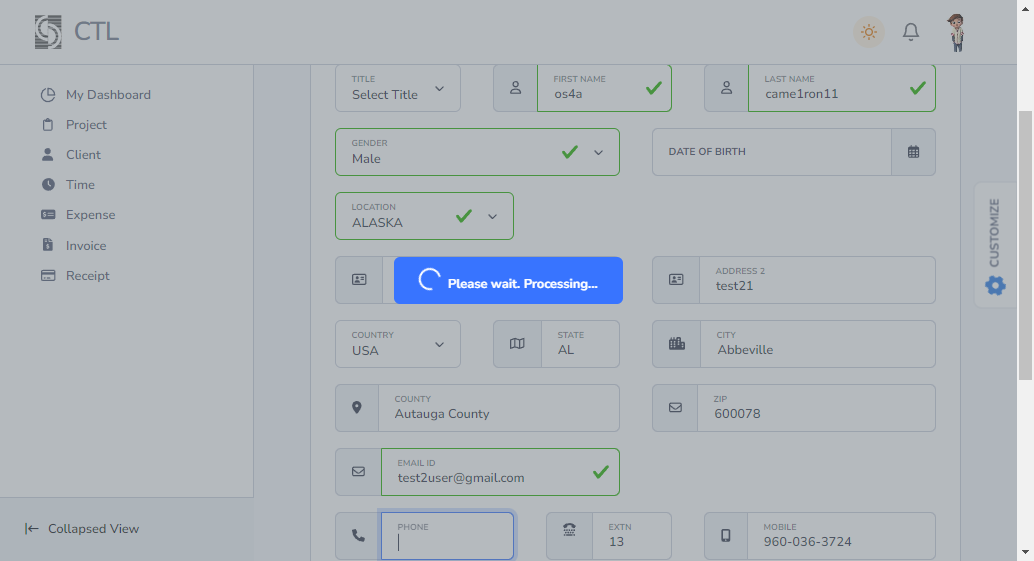 CTL
My Dashboard
Project
Client
Time
Expense
Invoice
Receipt
Collapsed View
TITLE
Select Title
FIRST NAME
os4a
LAST NAME
came1ron11
GENDER
Male
DATE OF BIRTH
LOCATION
ALASKA
Please wait. Processing...
ADDRESS 2
test21
COUNTRY
USA
STATE
AL
CITY
Abbeville
COUNTY
Autauga County
ZIP
600078
EMAIL ID
test2user@gmail.com
PHONE
EXTN
13
MOBILE
960-036-3724
CUSTOMIZE